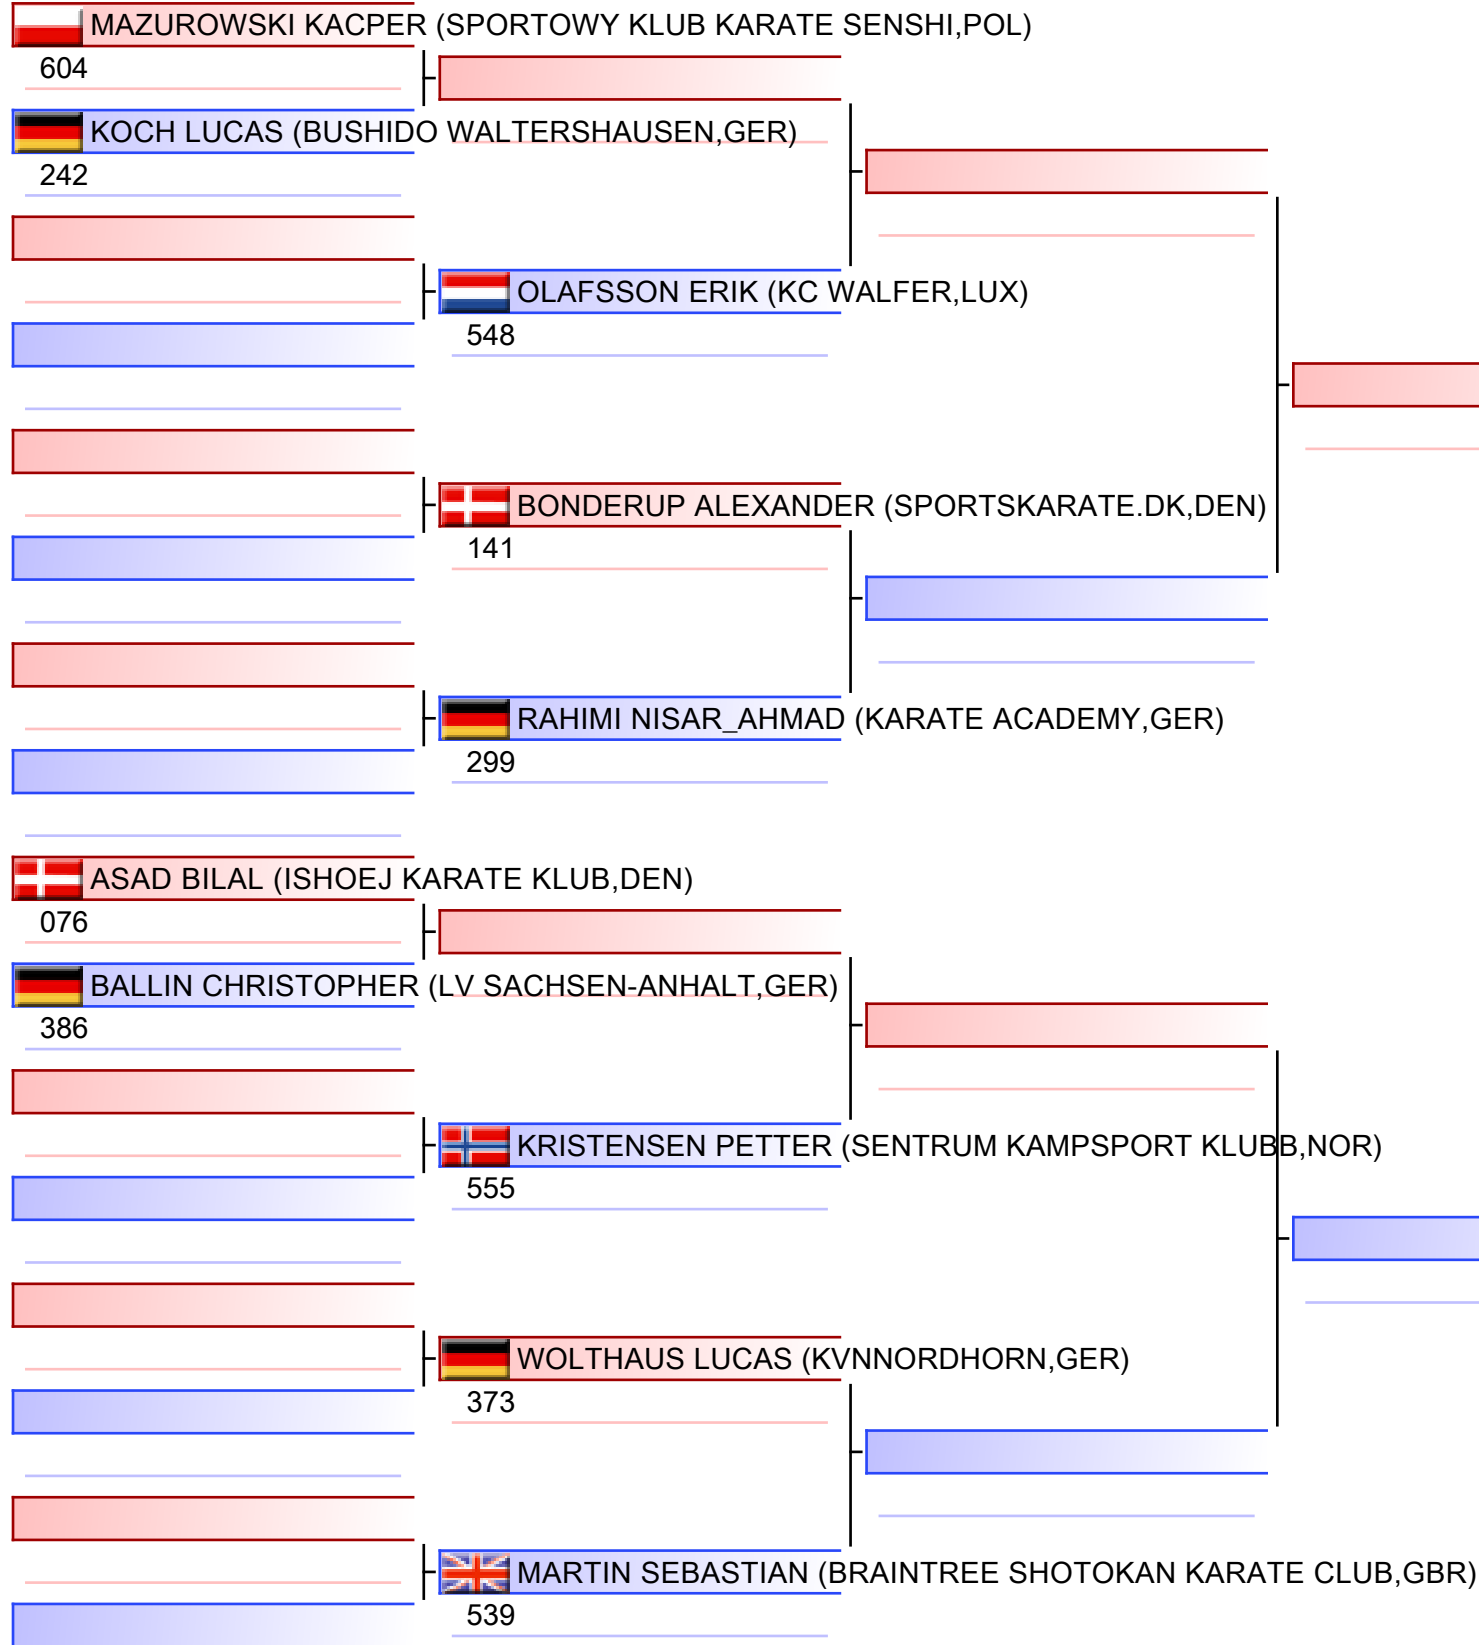 MAZUROWSKI KACPER (SPORTOWY KLUB KARATE SENSHI,POL)
604
KOCH LUCAS (BUSHIDO WALTERSHAUSEN,GER)
242
OLAFSSON ERIK (KC WALFER,LUX)
548
BONDERUP ALEXANDER (SPORTSKARATE.DK,DEN)
141
RAHIMI NISAR_AHMAD (KARATE ACADEMY,GER)
299
ASAD BILAL (ISHOEJ KARATE KLUB,DEN)
076
BALLIN CHRISTOPHER (LV SACHSEN-ANHALT,GER)
386
KRISTENSEN PETTER (SENTRUM KAMPSPORT KLUBB,NOR)
555
WOLTHAUS LUCAS (KVNNORDHORN,GER)
373
MARTIN SEBASTIAN (BRAINTREE SHOTOKAN KARATE CLUB,GBR)
539